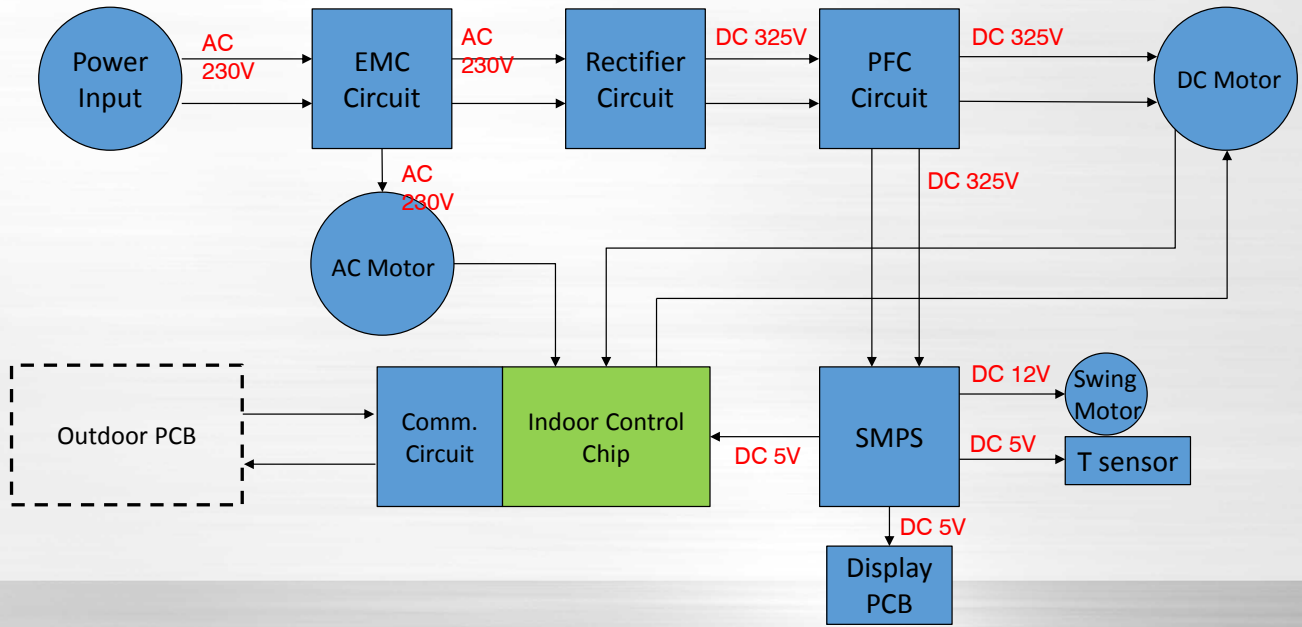 Power
Input
AC
230V
EMC
Circuit
AC
230V
Rectifier
Circuit
DC 325V
PFC
Circuit
DC 325V
DC Motor
AC
230V
DC 325V
AC Motor
Outdoor PCB
Comm.
Circuit
Indoor Control
Chip
DC 5V
SMPS
DC 12V
Swing
Motor
DC 5V
T sensor
DC 5V
Display
PCB